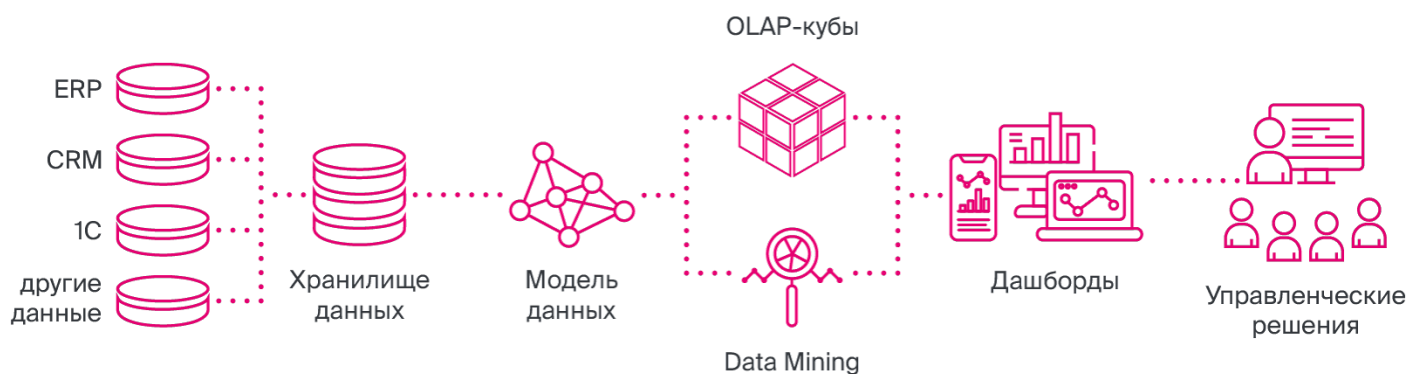 ERP
CRM
1С
другие
данные
Хранилище
данных
Модель
данных
OLAP-кубы
Data Mining
Дашборды
Управленческие
решения